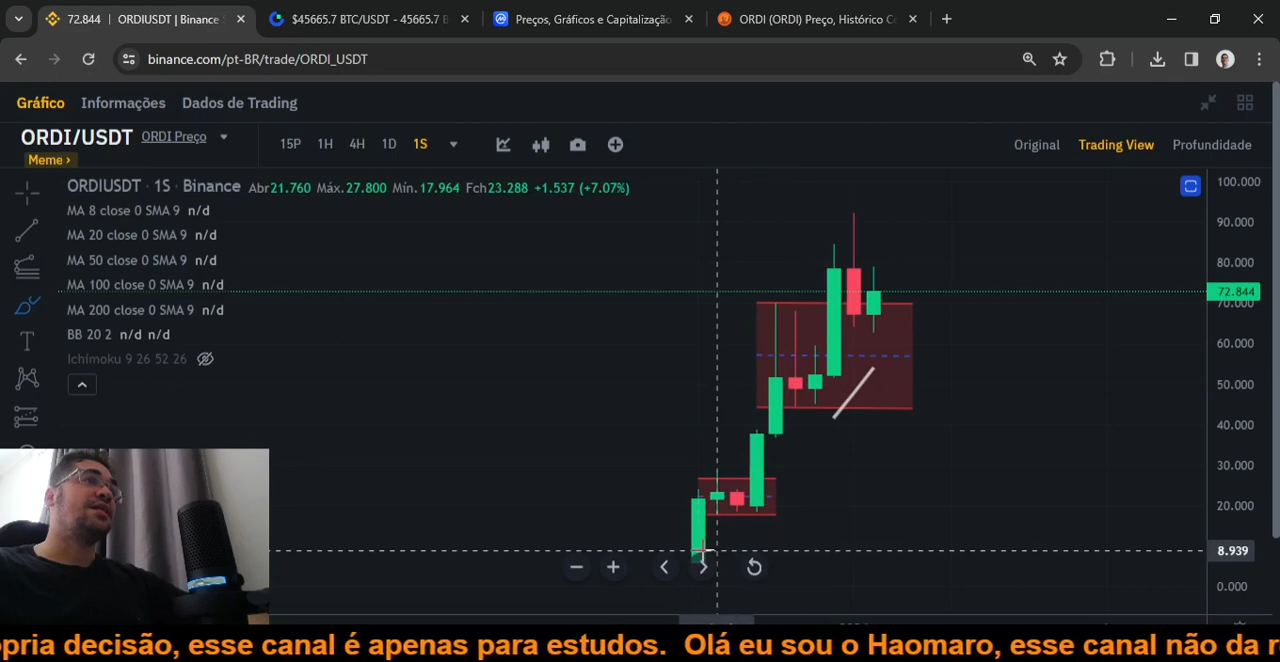 72.844 | ORDIUSDT | Binance S
$45665.7 BTC/USDT - 45665.7 B
Preços, Gráficos e Capitalização
ORDI (ORDI) Preço, Histórico Co
binance.com/pt-BR/trade/ORDI_USDT
Gráfico Informações Dados de Trading
ORDI/USDT ORDI Preço
Meme ›
15P 1H 4H 1D 1S
Original Trading View Profundidade
ORDIUSDT · 1S · Binance Abr21.760 Máx.27.800 Mín.17.964 Fch23.288 +1.537 (+7.07%)
MA 8 close 0 SMA 9 n/d
MA 20 close 0 SMA 9 n/d
MA 50 close 0 SMA 9 n/d
MA 100 close 0 SMA 9 n/d
MA 200 close 0 SMA 9 n/d
BB 20 2 n/d n/d
Ichimoku 9 26 52 26
100.000
90.000
80.000
72.844
70.000
60.000
50.000
40.000
30.000
20.000
8.939
0.000
ópria decisão, esse canal é apenas para estudos. Olá eu sou o Haomaro, esse canal não da